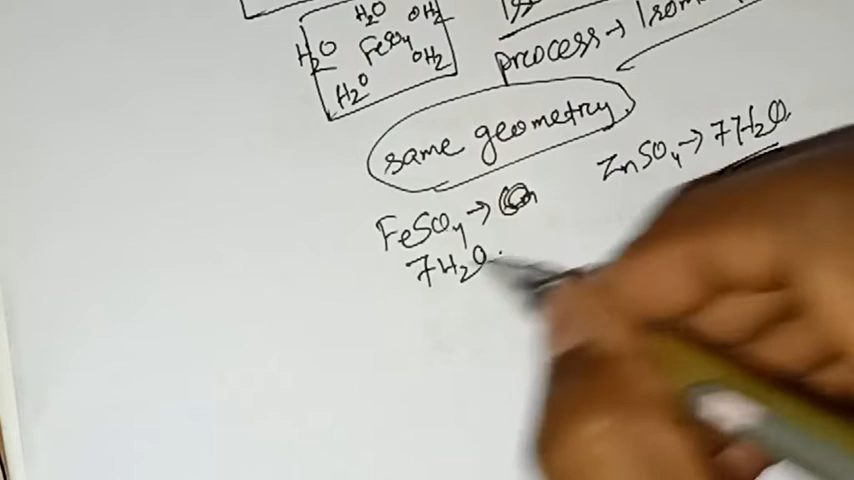 H₂O OH₂
H₂O FeSO₄ OH₂
H₂O
process → Isom
same geometry
ZnSO₄ → 7H₂O.
FeSO₄ →
7H₂O.